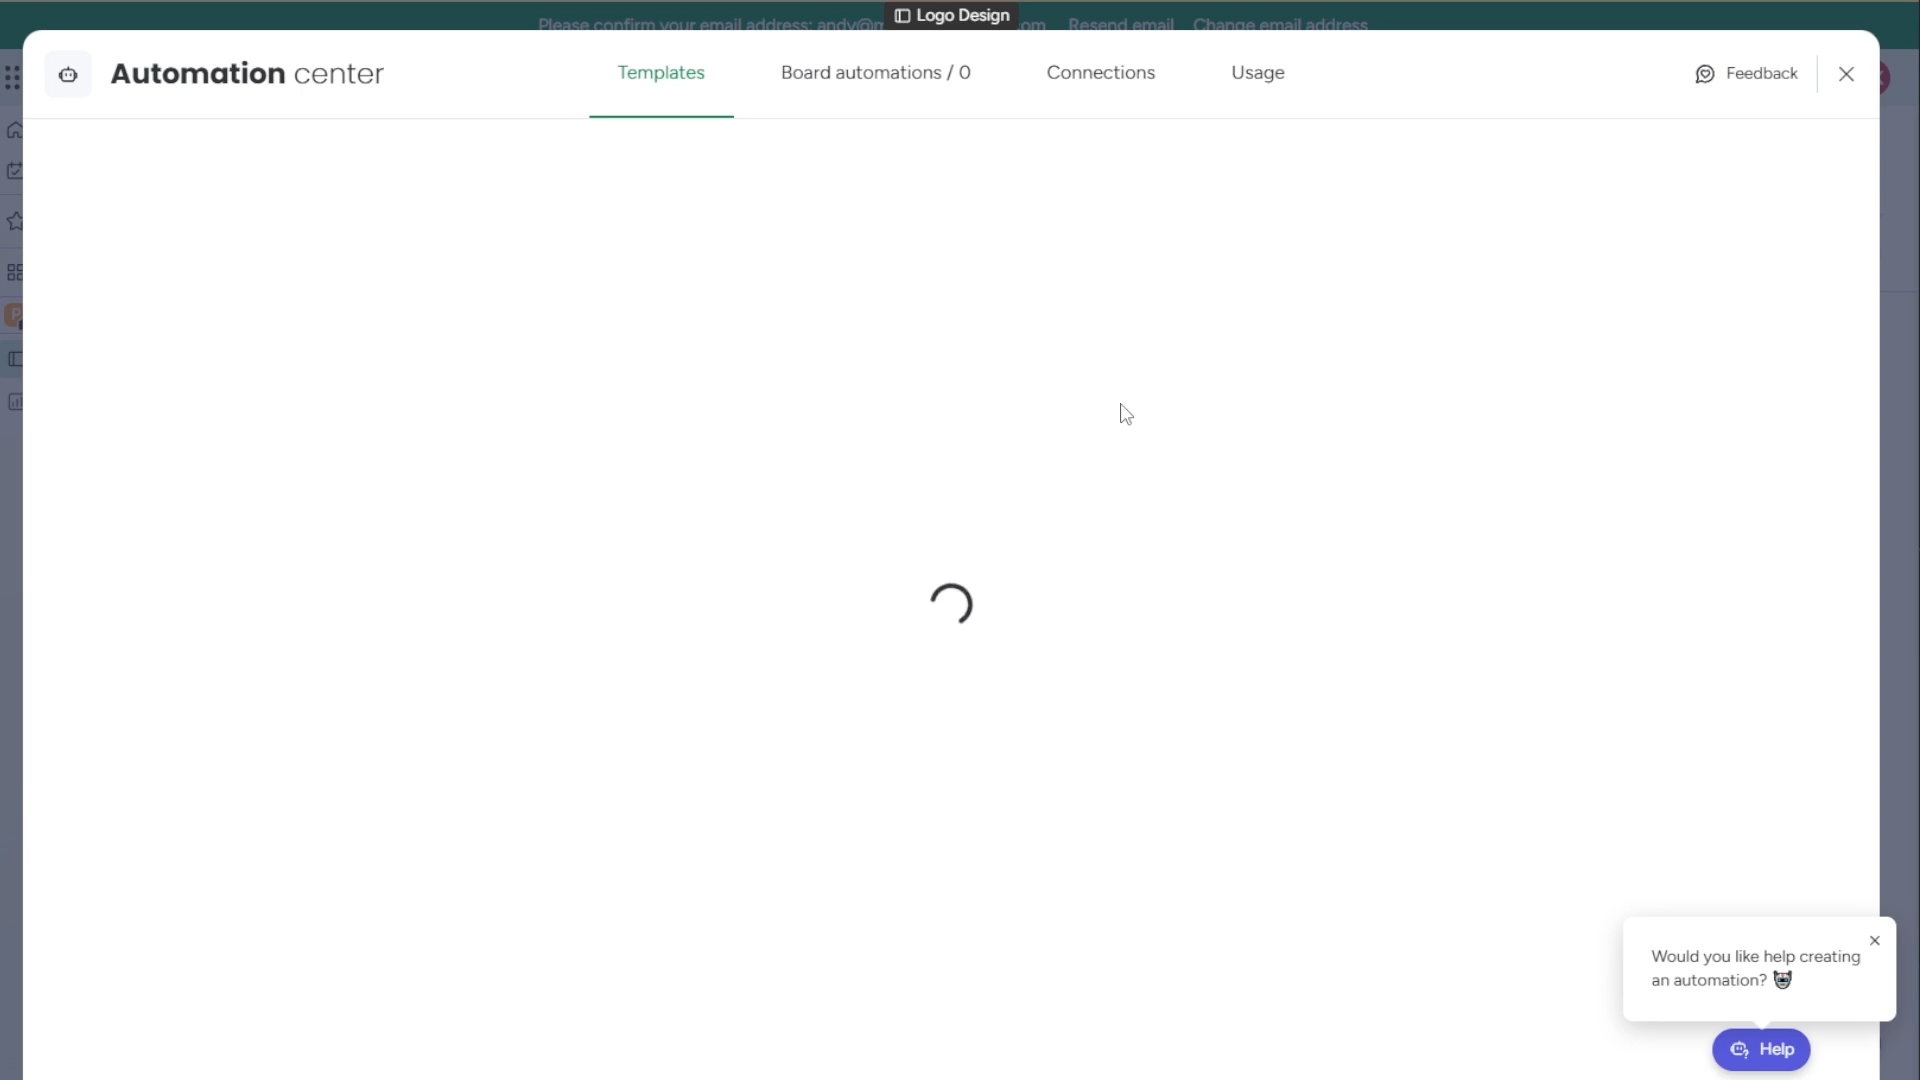 Logo Design
Please confirm your email address: andy@m
om Resend email Change email address
Automation center
Templates
Board automations / 0
Connections
Usage
Feedback
P
Would you like help creating
an automation?
Help